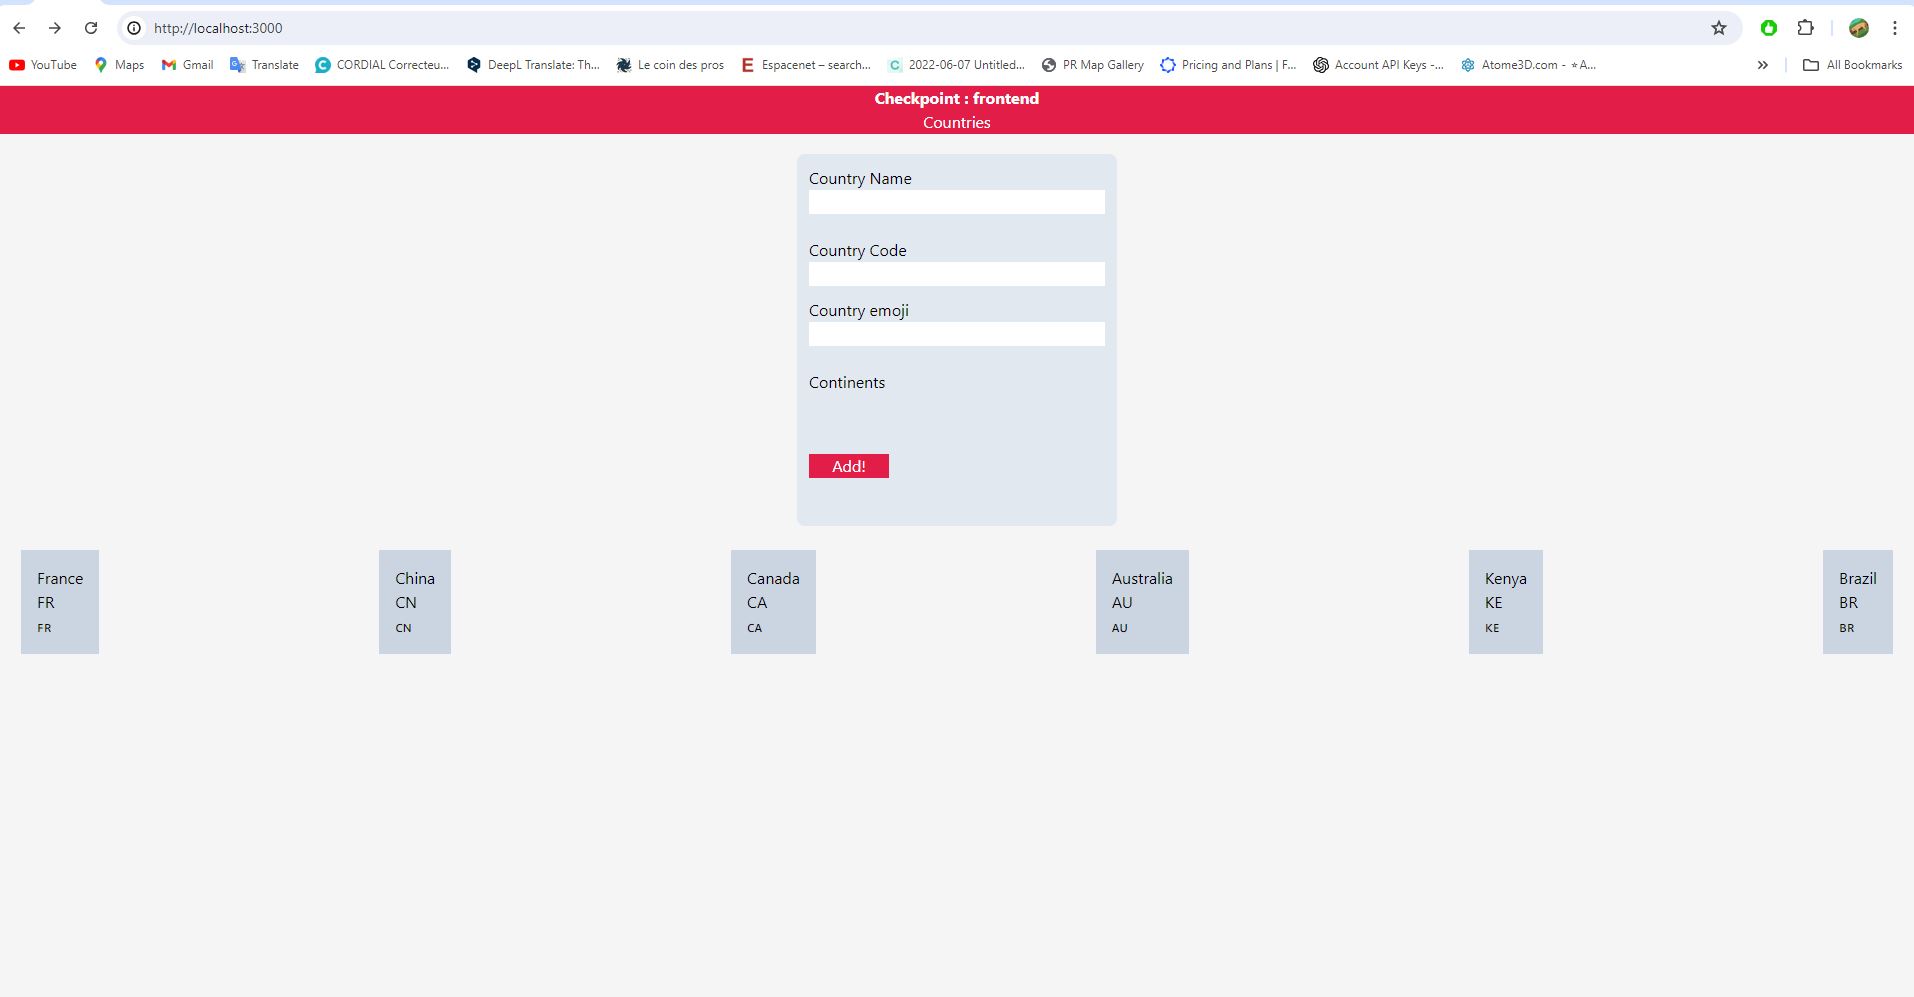 http://localhost:3000
YouTube Maps Gmail Translate CORDIAL Correcteu... DeepL Translate: Th... Le coin des pros Espacenet – search... 2022-06-07 Untitled... PR Map Gallery Pricing and Plans | F... Account API Keys -... Atome3D.com - ⭐A... » All Bookmarks
Checkpoint : frontend
Countries
Country Name
Country Code
Country emoji
Continents
Add!
France China Canada Australia Kenya Brazil
FR CN CA AU KE BR
FR CN CA AU KE BR